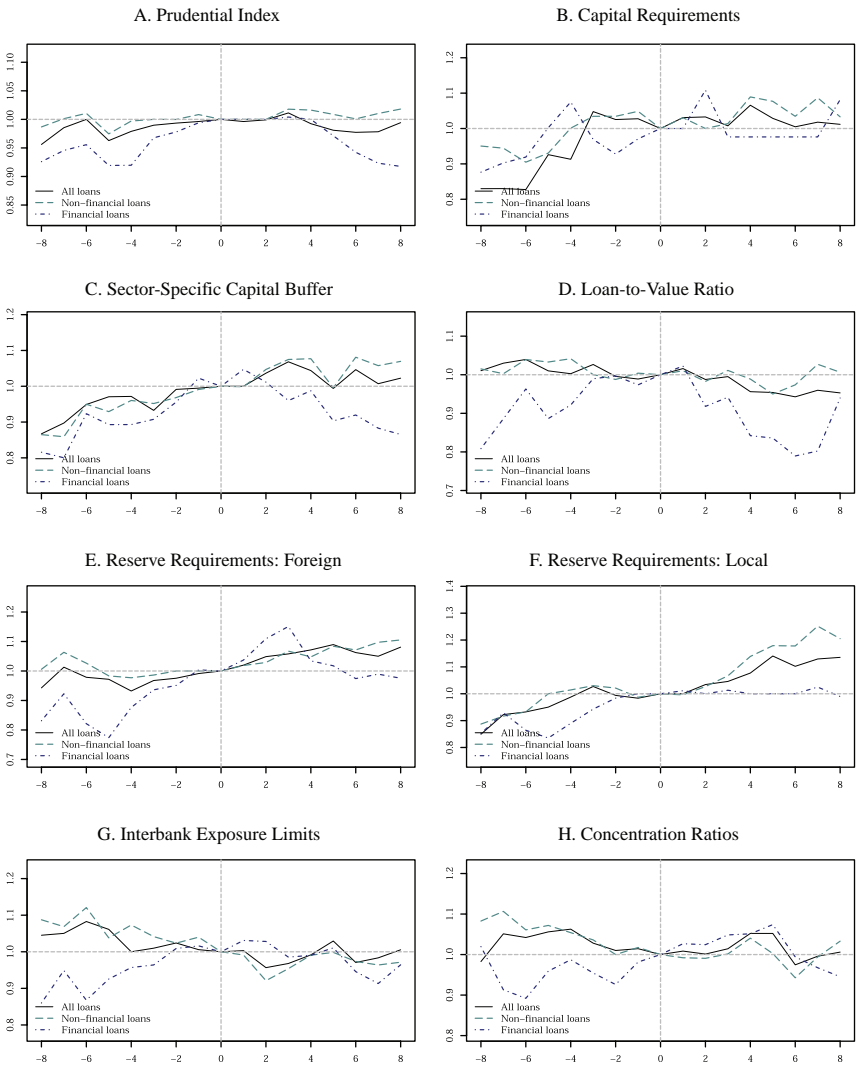 A. Prudential Index
1.10
1.05
1.00
0.95
0.90
0.85
All loans
Non−financial loans
Financial loans
−8 −6 −4 −2 0 2 4 6 8
B. Capital Requirements
1.2
1.1
1.0
0.9
0.8
All loans
Non−financial loans
Financial loans
−8 −6 −4 −2 0 2 4 6 8
C. Sector-Specific Capital Buffer
1.2
1.1
1.0
0.9
0.8
All loans
Non−financial loans
Financial loans
−8 −6 −4 −2 0 2 4 6 8
D. Loan-to-Value Ratio
1.1
1.0
0.9
0.8
0.7
All loans
Non−financial loans
Financial loans
−8 −6 −4 −2 0 2 4 6 8
E. Reserve Requirements: Foreign
1.2
1.1
1.0
0.9
0.8
0.7
All loans
Non−financial loans
Financial loans
−8 −6 −4 −2 0 2 4 6 8
F. Reserve Requirements: Local
1.4
1.3
1.2
1.1
1.0
0.9
0.8
All loans
Non−financial loans
Financial loans
−8 −6 −4 −2 0 2 4 6 8
G. Interbank Exposure Limits
1.2
1.1
1.0
0.9
0.8
All loans
Non−financial loans
Financial loans
−8 −6 −4 −2 0 2 4 6 8
H. Concentration Ratios
1.2
1.1
1.0
0.9
0.8
All loans
Non−financial loans
Financial loans
−8 −6 −4 −2 0 2 4 6 8